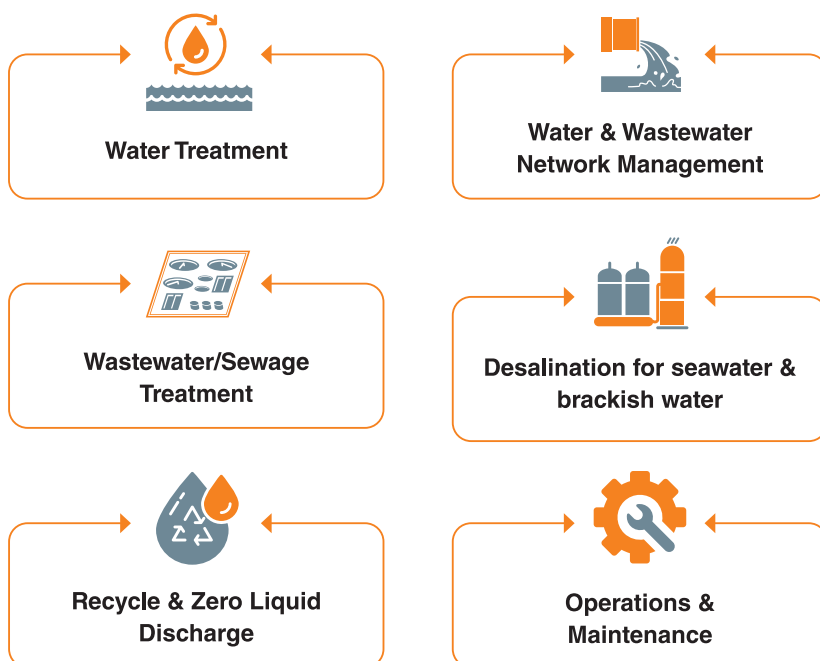 Water Treatment
Water & Wastewater
Network Management
Wastewater/Sewage
Treatment
Desalination for seawater &
brackish water
Recycle & Zero Liquid
Discharge
Operations &
Maintenance